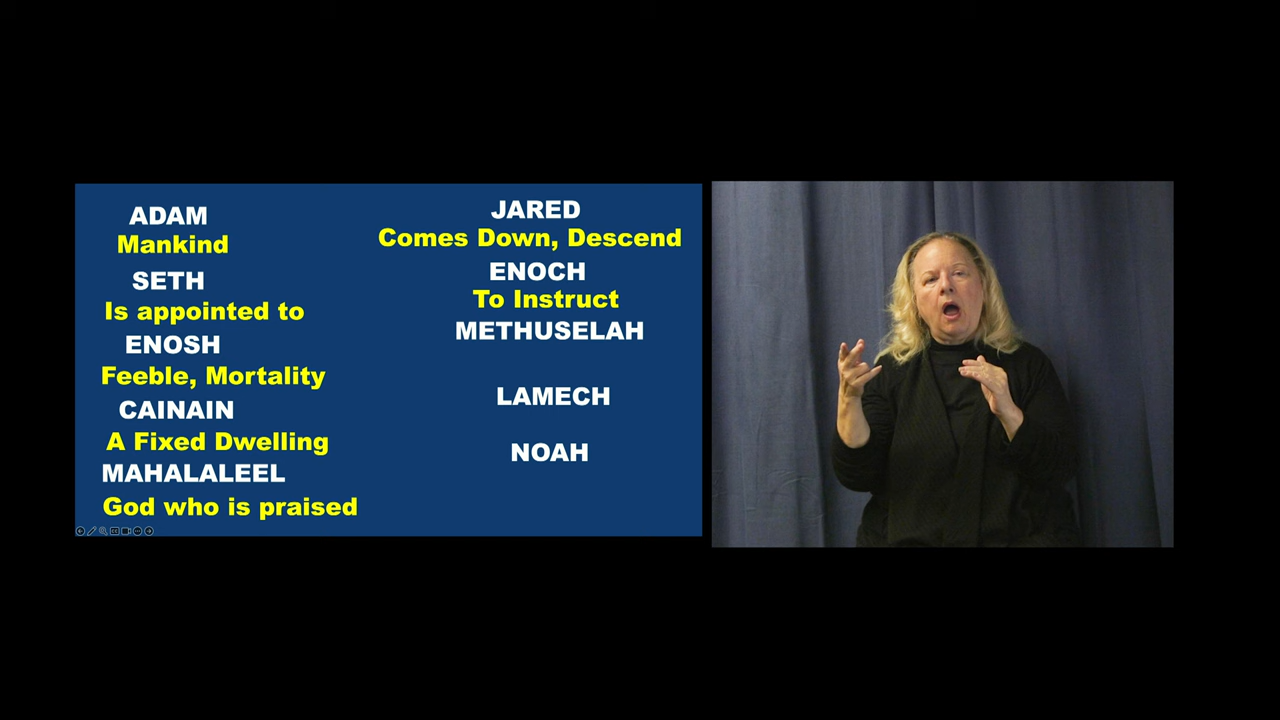 ADAM
Mankind
SETH
Is appointed to
ENOSH
Feeble, Mortality
CAINAIN
A Fixed Dwelling
MAHALALEEL
God who is praised
JARED
Comes Down, Descend
ENOCH
To Instruct
METHUSELAH
LAMECH
NOAH